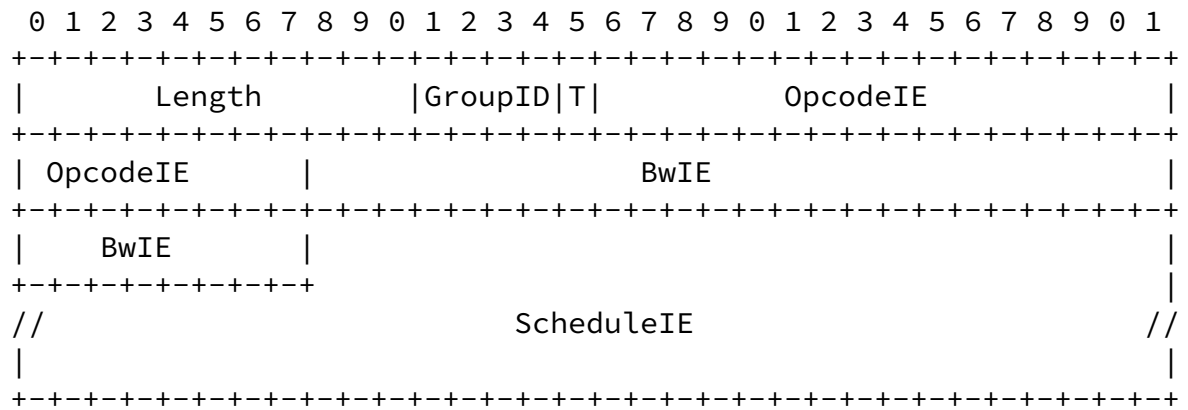 0 1 2 3 4 5 6 7 8 9 0 1 2 3 4 5 6 7 8 9 0 1 2 3 4 5 6 7 8 9 0 1
+-+-+-+-+-+-+-+-+-+-+-+-+-+-+-+-+-+-+-+-+-+-+-+-+-+-+-+-+-+-+-+-+
|       Length        |GroupID|T|          OpcodeIE             |
+-+-+-+-+-+-+-+-+-+-+-+-+-+-+-+-+-+-+-+-+-+-+-+-+-+-+-+-+-+-+-+-+
| OpcodeIE      |                  BwIE                         |
+-+-+-+-+-+-+-+-+-+-+-+-+-+-+-+-+-+-+-+-+-+-+-+-+-+-+-+-+-+-+-+-+
|    BwIE       |                                               |
+-+-+-+-+-+-+-+-+                                               |
//                          ScheduleIE                         //
|                                                               |
+-+-+-+-+-+-+-+-+-+-+-+-+-+-+-+-+-+-+-+-+-+-+-+-+-+-+-+-+-+-+-+-+